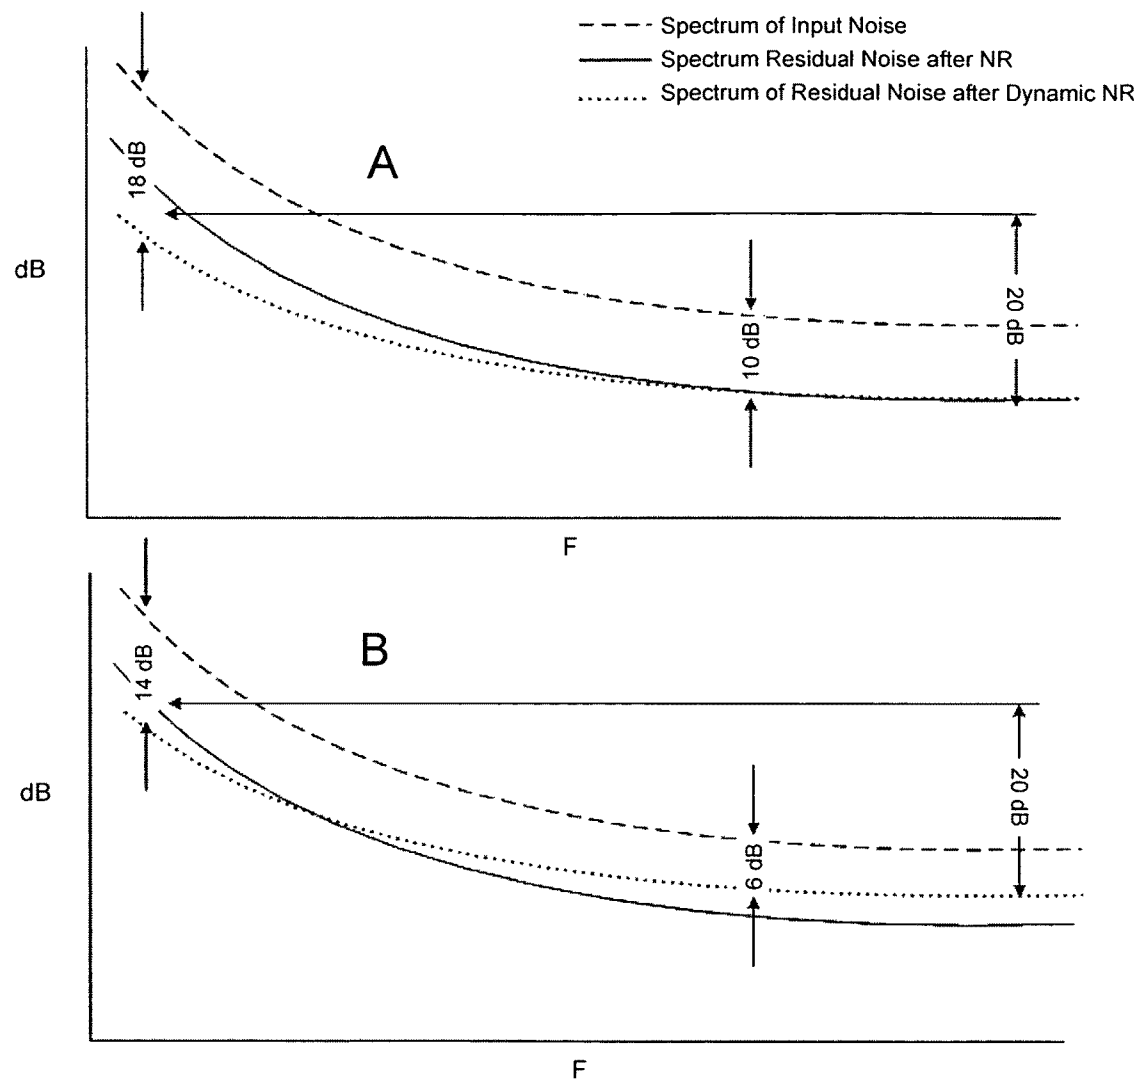 Spectrum of Input Noise
Spectrum Residual Noise after NR
Spectrum of Residual Noise after Dynamic NR
A
18 dB
dB
10 dB
20 dB
F
B
14 dB
dB
6 dB
20 dB
F